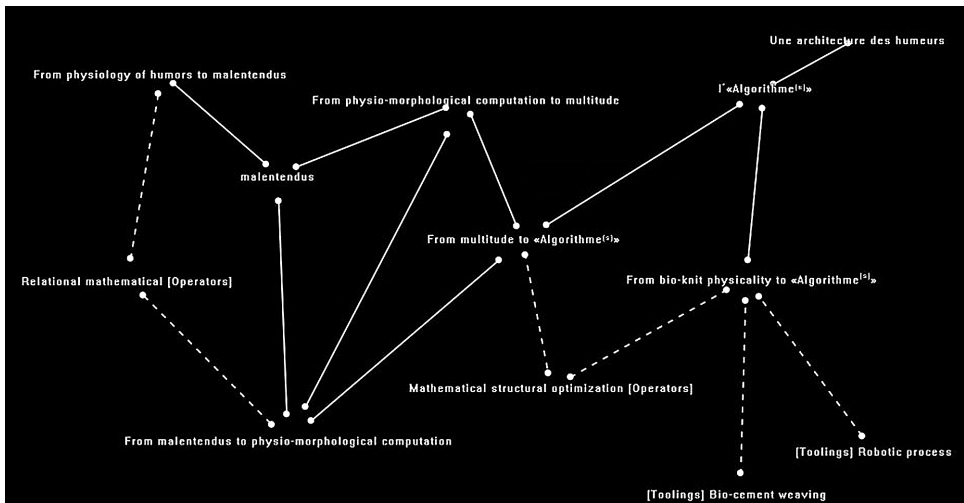 Une architecture des humeurs
From physiology of humors to malentendus
l'«Algorithme(s)»
From physio-morphological computation to multitude
malentendus
From multitude to «Algorithme(s)»
Relational mathematical [Operators]
From bio-knit physicality to «Algorithme(s)»
Mathematical structural optimization [Operators]
From malentendus to physio-morphological computation
[Toolings] Robotic process
[Toolings] Bio-cement weaving